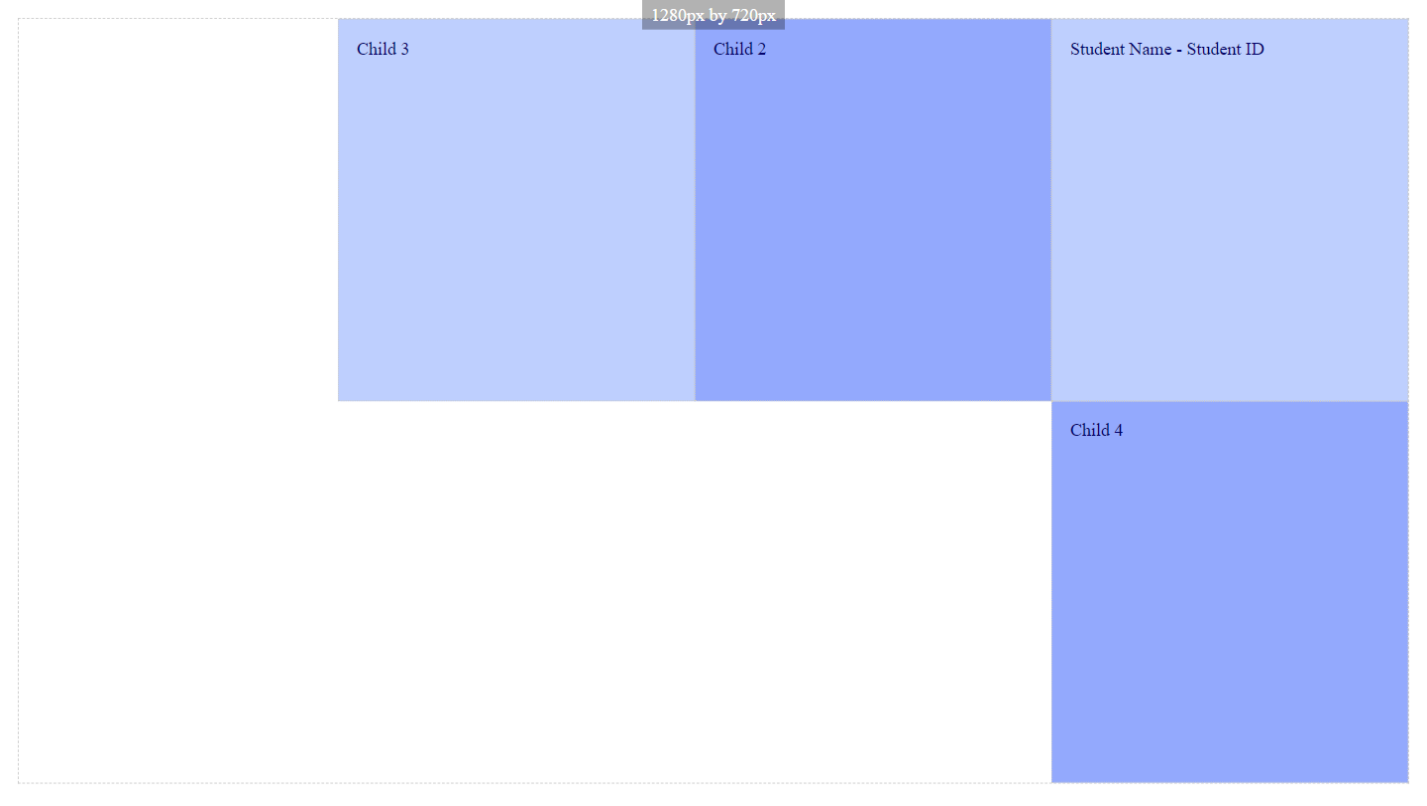 1280px by 720px
Child 3
Child 2
Student Name - Student ID
Child 4